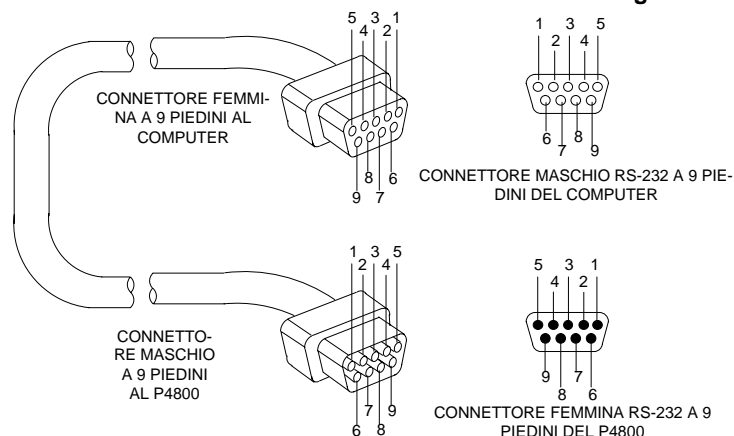 5 4 3 2 1
CONNETTORE FEMMI-
NA A 9 PIEDINI AL
COMPUTER
9 8 7 6
1 2 3 4 5
6 7 8 9
CONNETTORE MASCHIO RS-232 A 9 PIE-
DINI DEL COMPUTER
1 2 3 4 5
CONNETTO-
RE MASCHIO
A 9 PIEDINI
AL P4800
6 7 8 9
5 4 3 2 1
9 8 7 6
CONNETTORE FEMMINA RS-232 A 9
PIEDINI DEL P4800